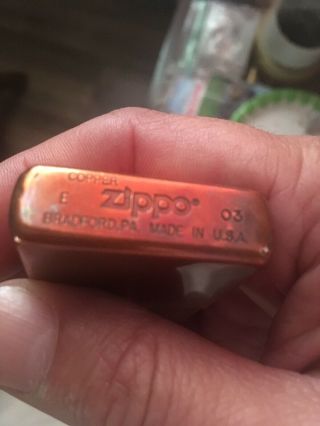 COPPER
E Zippo® 03
BRADFORD,PA. MADE IN U.S.A.